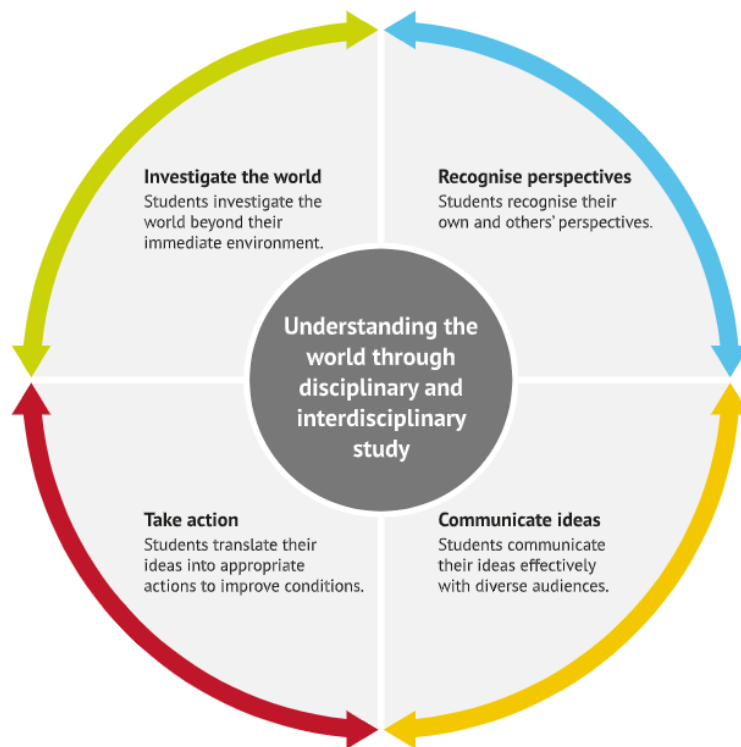 Investigate the world
Students investigate the
world beyond their
immediate environment.
Recognise perspectives
Students recognise their
own and others’ perspectives.
Understanding the
world through
disciplinary and
interdisciplinary
study
Take action
Students translate their
ideas into appropriate
actions to improve conditions.
Communicate ideas
Students communicate
their ideas effectively
with diverse audiences.